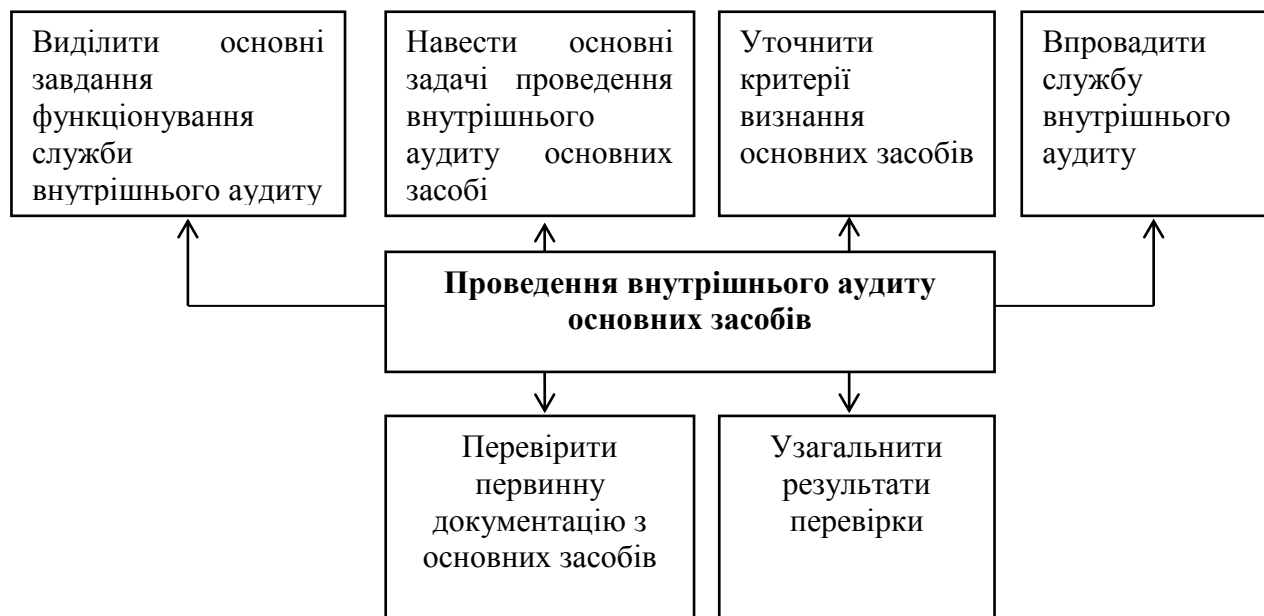 Виділити основні
завдання
функціонування
служби
внутрішнього аудиту
Навести основні
задачі проведення
внутрішнього
аудиту основних
засобі
Уточнити
критерії
визнання
основних засобів
Впровадити
службу
внутрішнього
аудиту
Проведення внутрішнього аудиту
основних засобів
Перевірити
первинну
документацію з
основних засобів
Узагальнити
результати
перевірки